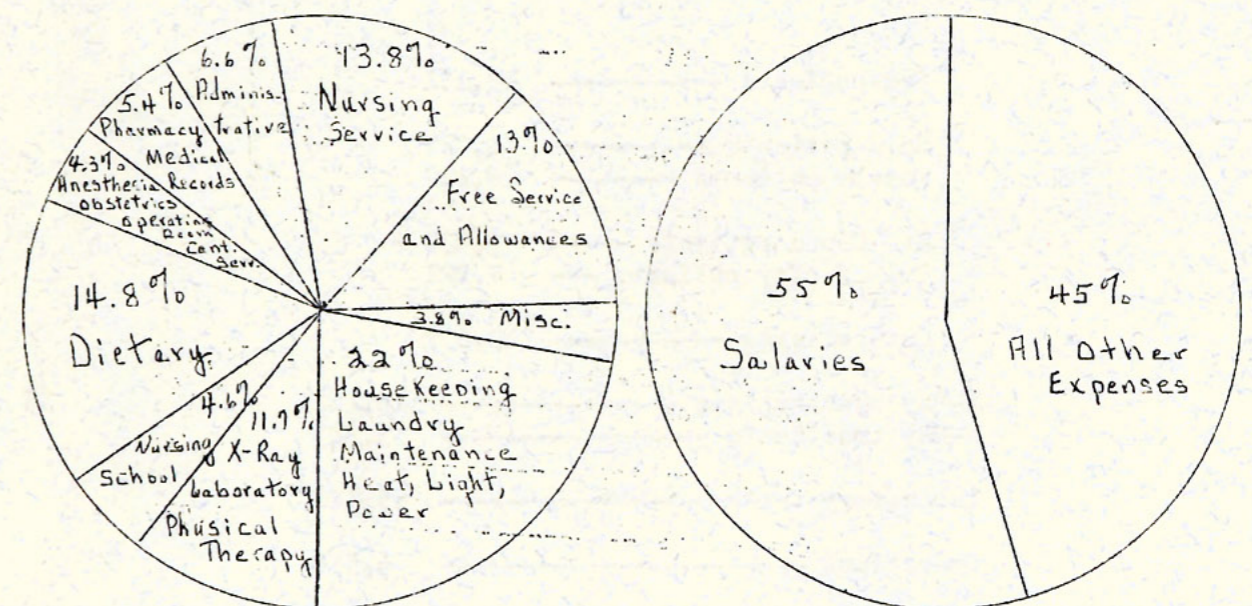 6.6%
Adminis-
trative
13.8%
Nursing
Service
13%
Free Service
and Allowances
3.8% Misc.
22%
HouseKeeping
Laundry
Maintenance
Heat, Light,
Power
11.7%
X-Ray
Laboratory
Physical
Therapy
4.6%
Nursing
School
14.8%
Dietary
4.3%
Anesthesia
Obstetrics
Operating
Room
Cent.
Serv.
5.4%
Pharmacy
Medical
Records
55%
Salaries
45%
All Other
Expenses